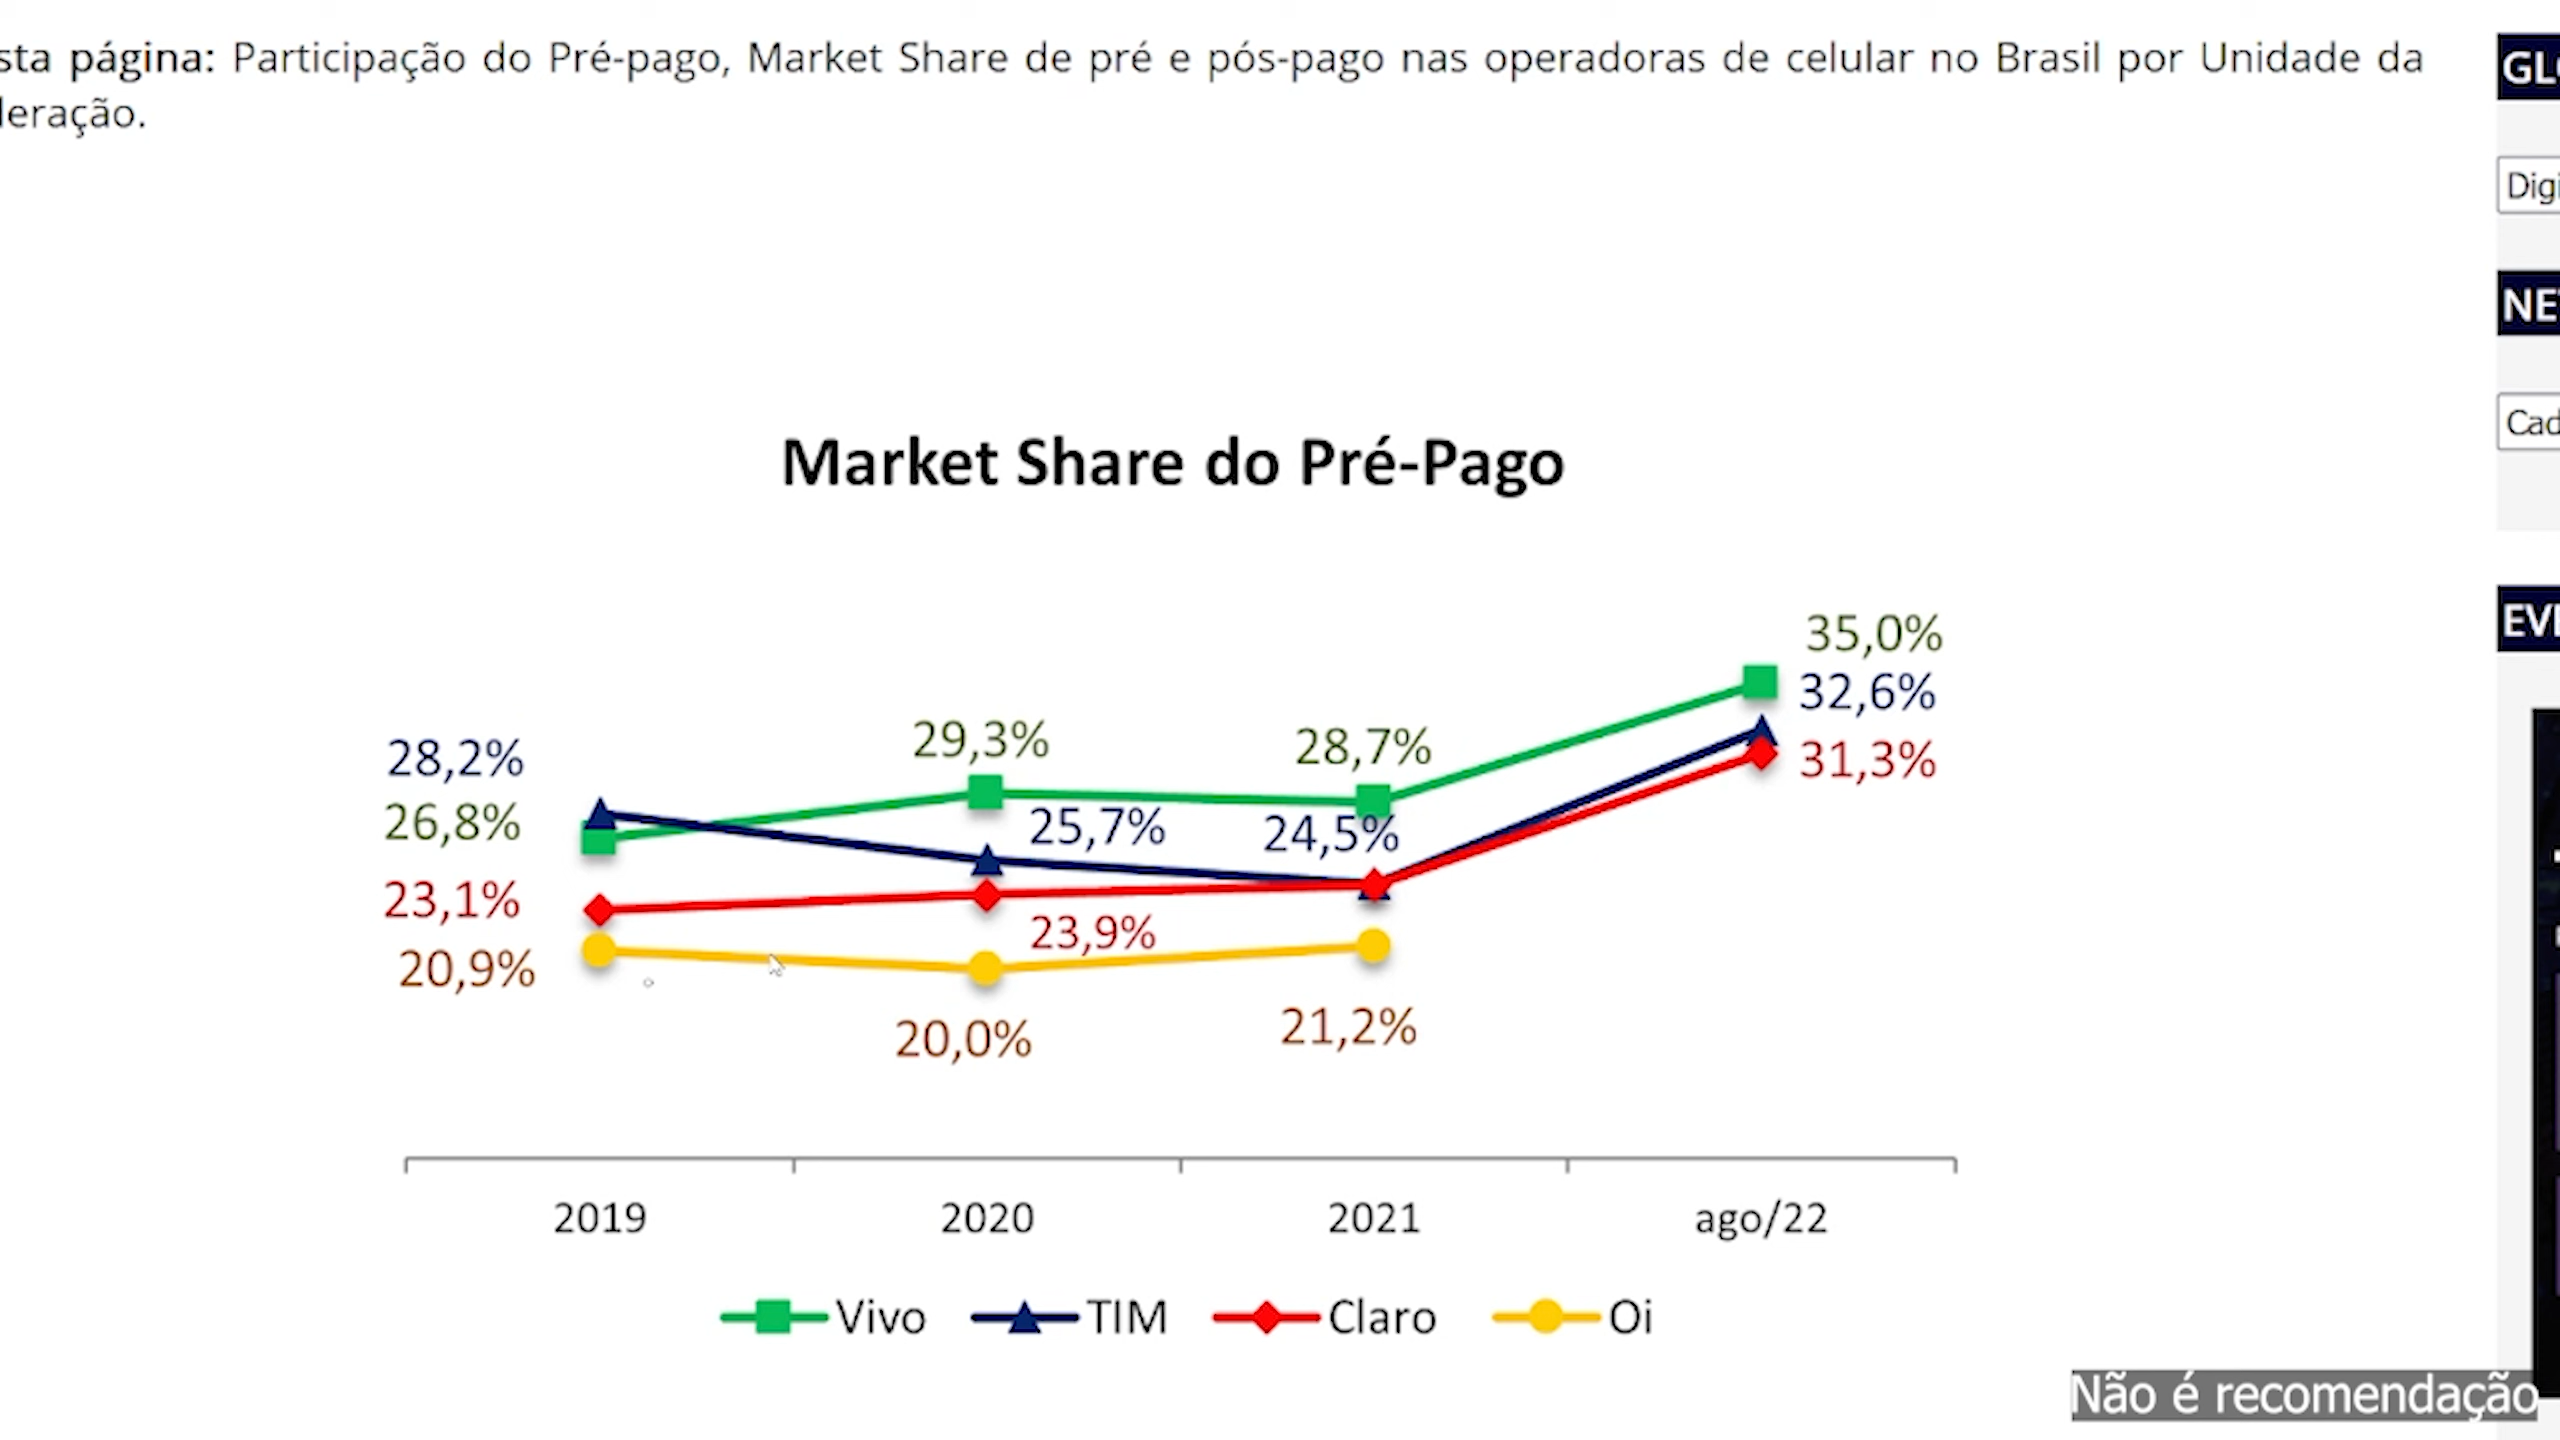 sta página: Participação do Pré-pago, Market Share de pré e pós-pago nas operadoras de celular no Brasil por Unidade da
leração.
Market Share do Pré-Pago
35,0%
32,6%
31,3%
28,2%
26,8%
23,1%
20,9%
29,3%
25,7%
23,9%
20,0%
28,7%
24,5%
21,2%
2019 2020 2021 ago/22
Vivo TIM Claro Oi
Não é recomendação
Digi
Cad